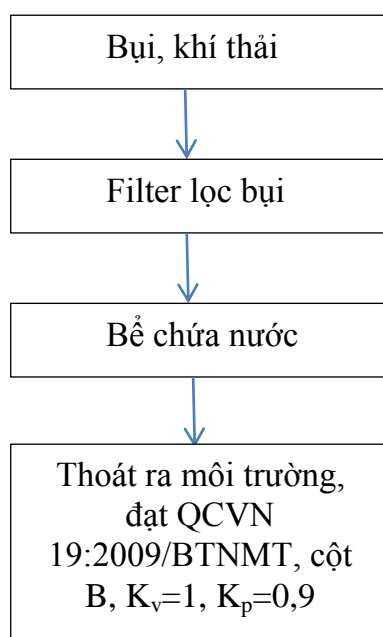 Bụi, khí thải
Filter lọc bụi
Bể chứa nước
Thoát ra môi trường,
đạt QCVN
19:2009/BTNMT, cột
B, Kᵥ=1, Kₚ=0,9